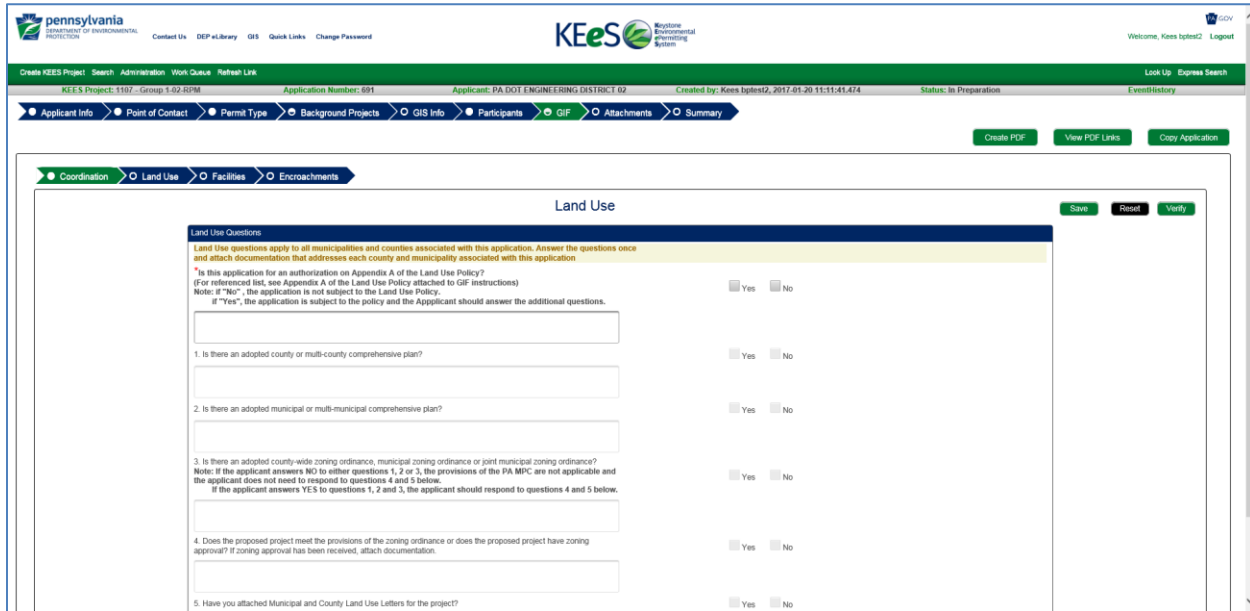 pennsylvania
DEPARTMENT OF ENVIRONMENTAL
PROTECTION
Contact Us DEP eLibrary GIS Quick Links Change Password
KEeS
Keystone
Environmental
ePermitting
System
PA GOV
Welcome, Kees bptest2 Logout
Create KEES Project Search Administration Work Queue Refresh Link
Look Up Express Search
KEES Project: 1107 - Group 1-02-RPM Application Number: 691 Applicant: PA DOT ENGINEERING DISTRICT 02 Created by: Kees bptest2, 2017-01-20 11:11:41.474 Status: In Preparation EventHistory
Applicant Info Point of Contact Permit Type Background Projects GIS Info Participants GIF Attachments Summary
Create PDF View PDF Links Copy Application
Coordination Land Use Facilities Encroachments
Land Use
Save Reset Verify
Land Use Questions
Land Use questions apply to all municipalities and counties associated with this application. Answer the questions once
and attach documentation that addresses each county and municipality associated with this application
*Is this application for an authorization on Appendix A of the Land Use Policy?
(For referenced list, see Appendix A of the Land Use Policy attached to GIF instructions)
Note: if "No" , the application is not subject to the Land Use Policy.
if "Yes", the application is subject to the policy and the Appplicant should answer the additional questions.
Yes No
1. Is there an adopted county or multi-county comprehensive plan?
Yes No
2. Is there an adopted municipal or multi-municipal comprehensive plan?
Yes No
3. Is there an adopted county-wide zoning ordinance, municipal zoning ordinance or joint municipal zoning ordinance?
Note: If the applicant answers NO to either questions 1, 2 or 3, the provisions of the PA MPC are not applicable and
the applicant does not need to respond to questions 4 and 5 below.
If the applicant answers YES to questions 1, 2 and 3, the applicant should respond to questions 4 and 5 below.
Yes No
4. Does the proposed project meet the provisions of the zoning ordinance or does the proposed project have zoning
approval? If zoning approval has been received, attach documentation.
Yes No
5. Have you attached Municipal and County Land Use Letters for the project?
Yes No